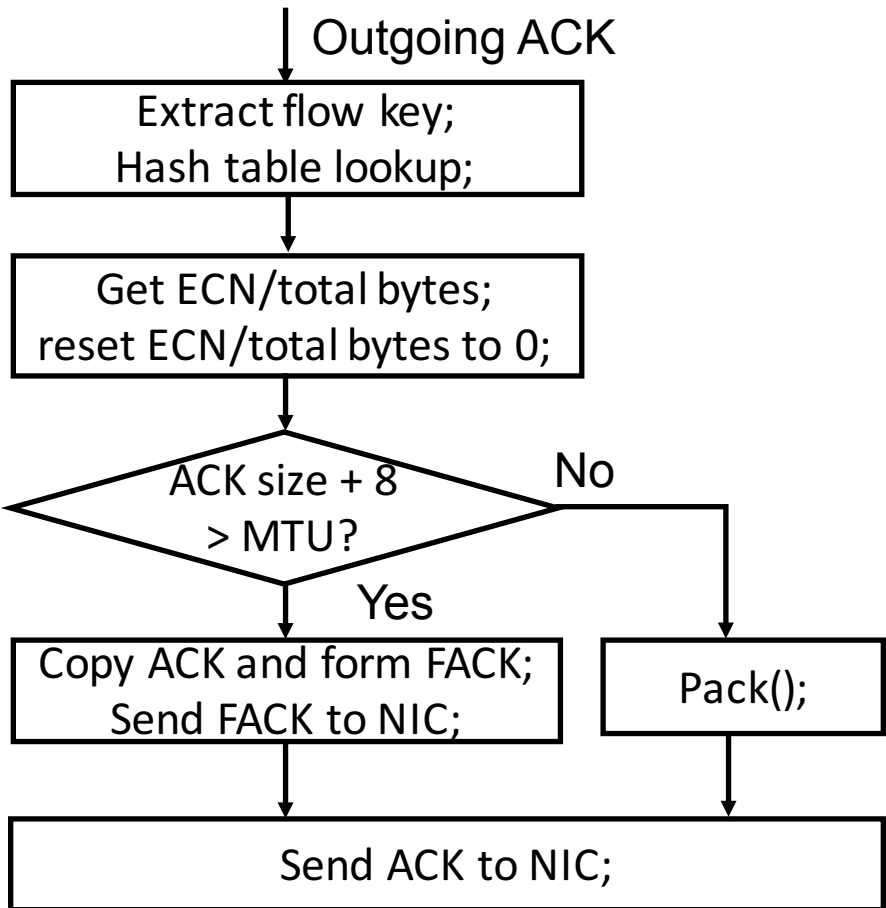 Outgoing ACK
Extract flow key;
Hash table lookup;
Get ECN/total bytes;
reset ECN/total bytes to 0;
ACK size + 8
> MTU?
No
Yes
Copy ACK and form FACK;
Send FACK to NIC;
Pack();
Send ACK to NIC;